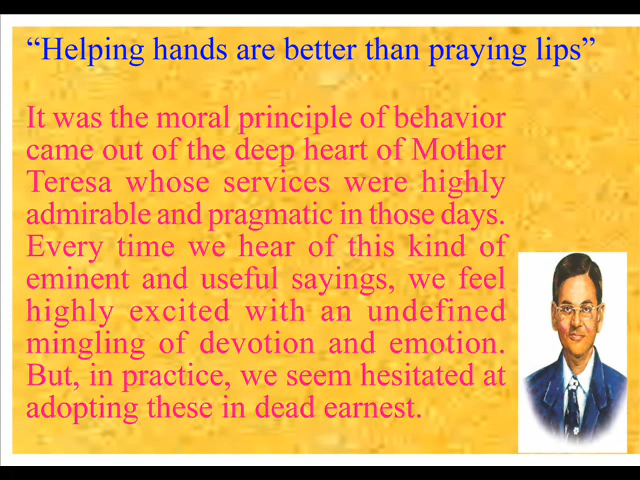 “Helping hands are better than praying lips”
It was the moral principle of behavior
came out of the deep heart of Mother
Teresa whose services were highly
admirable and pragmatic in those days.
Every time we hear of this kind of
eminent and useful sayings, we feel
highly excited with an undefined
mingling of devotion and emotion.
But, in practice, we seem hesitated at
adopting these in dead earnest.